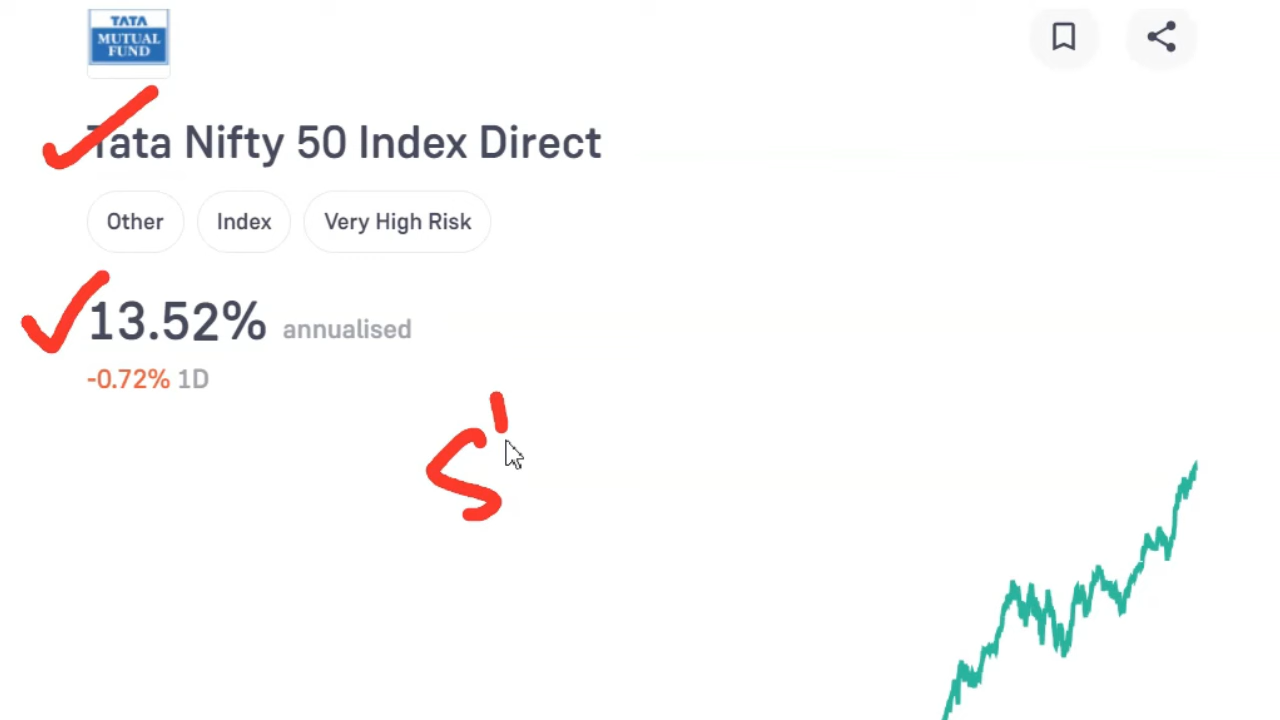 TATA
MUTUAL
FUND
Tata Nifty 50 Index Direct
Other Index Very High Risk
13.52% annualised
-0.72% 1D
S